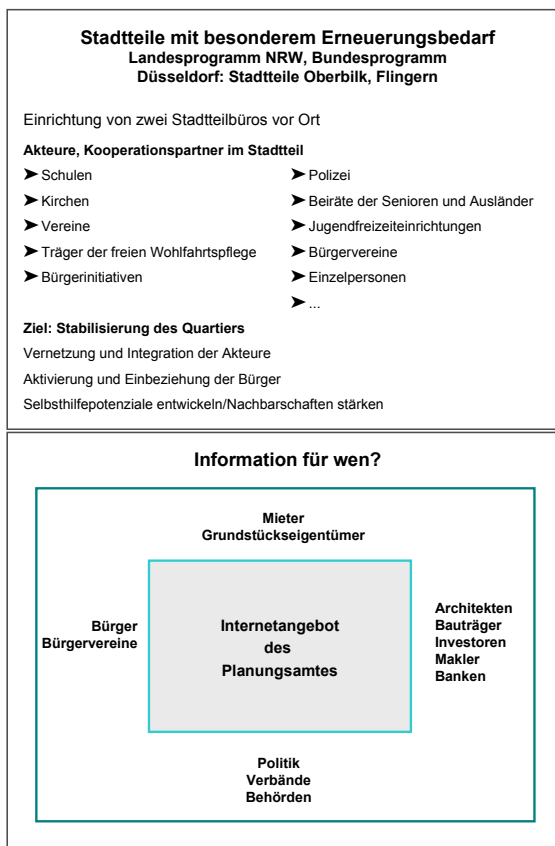 Stadtteile mit besonderem Erneuerungsbedarf
Landesprogramm NRW, Bundesprogramm
Düsseldorf: Stadtteile Oberbilk, Flingern
Einrichtung von zwei Stadtteilbüros vor Ort
Akteure, Kooperationspartner im Stadtteil
➤ Schulen
➤ Kirchen
➤ Vereine
➤ Träger der freien Wohlfahrtspflege
➤ Bürgerinitiativen
➤ Polizei
➤ Beiräte der Senioren und Ausländer
➤ Jugendfreizeiteinrichtungen
➤ Bürgervereine
➤ Einzelpersonen
➤ ...
Ziel: Stabilisierung des Quartiers
Vernetzung und Integration der Akteure
Aktivierung und Einbeziehung der Bürger
Selbsthilfepotenziale entwickeln/Nachbarschaften stärken
Information für wen?
Mieter
Grundstückseigentümer
Bürger
Bürgervereine
Internetangebot
des
Planungsamtes
Architekten
Bauträger
Investoren
Makler
Banken
Politik
Verbände
Behörden